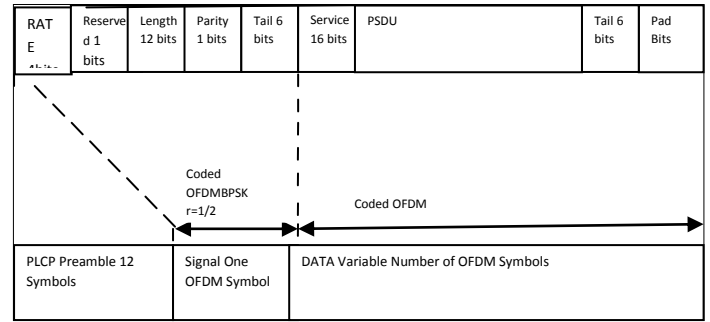 RAT
E
4bits
Reserve
d 1
bits
Length
12 bits
Parity
1 bits
Tail 6
bits
Service
16 bits
PSDU
Tail 6
bits
Pad
Bits
Coded
OFDMBPSK
r=1/2
Coded OFDM
PLCP Preamble 12
Symbols
Signal One
OFDM Symbol
DATA Variable Number of OFDM Symbols